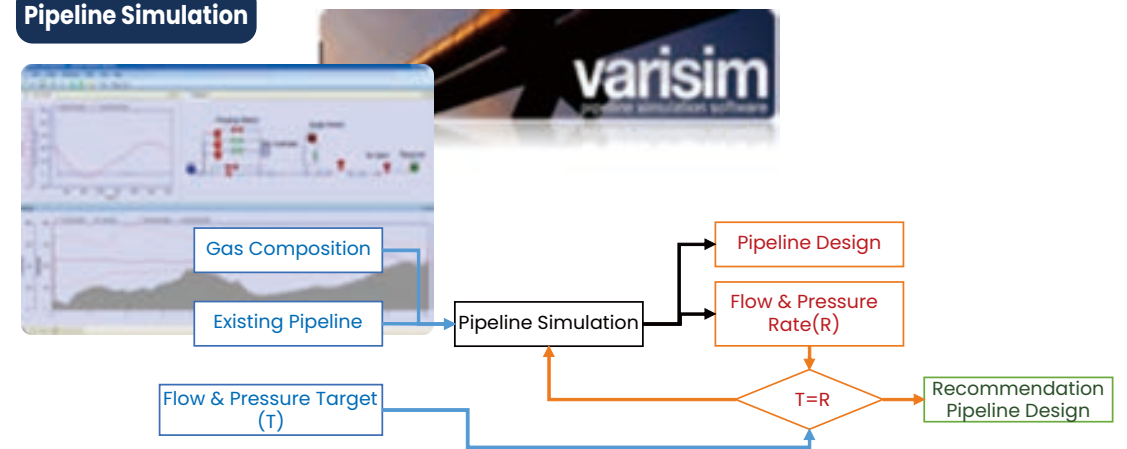 Pipeline Simulation
varisim
pipeline simulation software
Gas Composition
Existing Pipeline
Flow & Pressure Target
(T)
Pipeline Simulation
Pipeline Design
Flow & Pressure
Rate(R)
T=R
Recommendation
Pipeline Design